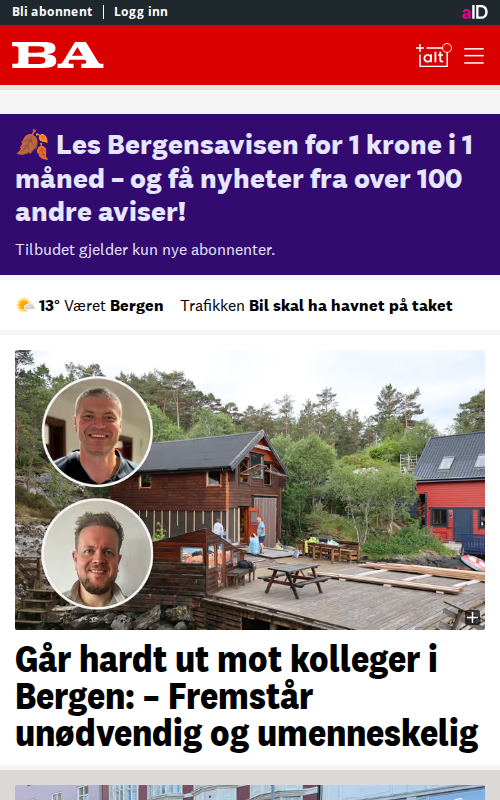 Bli abonnent | Logg inn
aID
BA
alt
🍂 Les Bergensavisen for 1 krone i 1
måned – og få nyheter fra over 100
andre aviser!
Tilbudet gjelder kun nye abonnenter.
13° Været Bergen Trafikken Bil skal ha havnet på taket
Går hardt ut mot kolleger i
Bergen: – Fremstår
unødvendig og umenneskelig